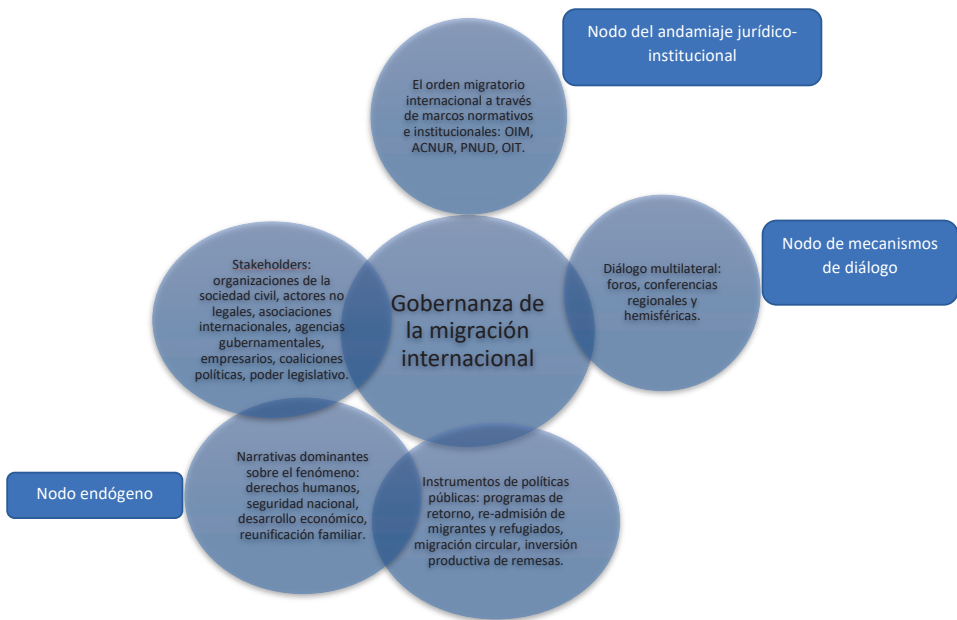 Nodo del andamiaje jurídico-
institucional
El orden migratorio
internacional a través
de marcos normativos
e institucionales: OIM,
ACNUR, PNUD, OIT.
Nodo de mecanismos
de diálogo
Diálogo multilateral:
foros, conferencias
regionales y
hemisféricas.
Stakeholders:
organizaciones de la
sociedad civil, actores no
legales, asociaciones
internacionales, agencias
gubernamentales,
empresarios, coaliciones
políticas, poder legislativo.
Gobernanza de
la migración
internacional
Narrativas dominantes
sobre el fenómeno:
derechos humanos,
seguridad nacional,
desarrollo económico,
reunificación familiar.
Instrumentos de políticas
públicas: programas de
retorno, re-admisión de
migrantes y refugiados,
migración circular, inversión
productiva de remesas.
Nodo endógeno